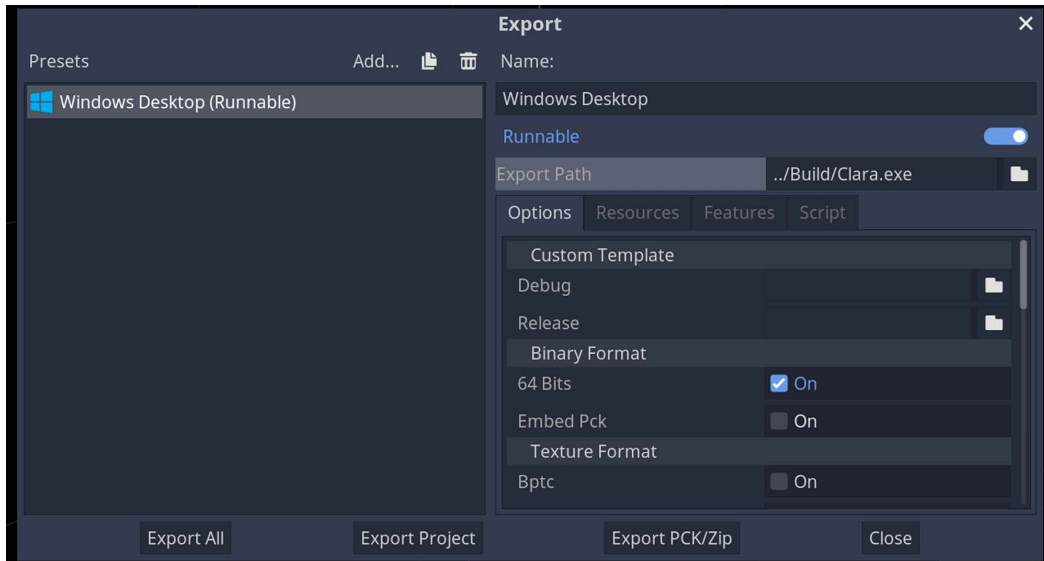 Export
Presets
Add...
Name:
Windows Desktop (Runnable)
Windows Desktop
Runnable
Export Path
../Build/Clara.exe
Options
Resources
Features
Script
Custom Template
Debug
Release
Binary Format
64 Bits
On
Embed Pck
On
Texture Format
Bptc
On
Export All
Export Project
Export PCK/Zip
Close